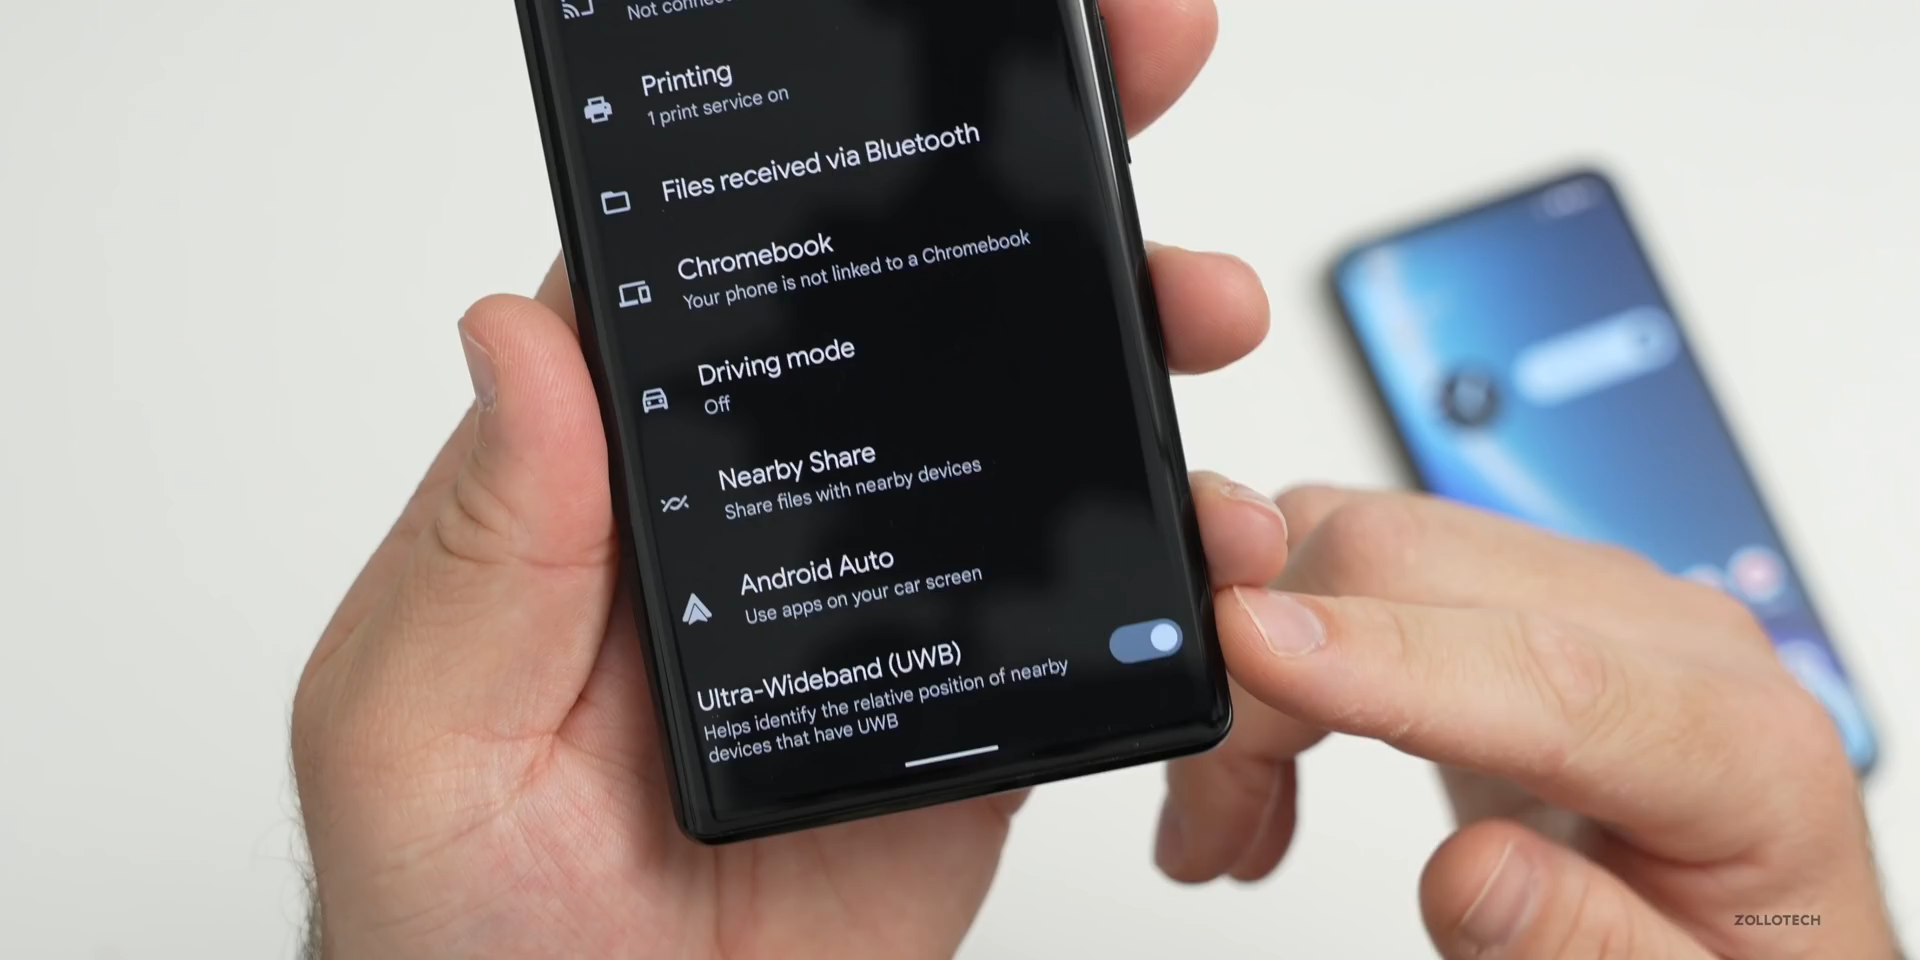 Not connected
Printing
1 print service on
Files received via Bluetooth
Chromebook
Your phone is not linked to a Chromebook
Driving mode
Off
Nearby Share
Share files with nearby devices
Android Auto
Use apps on your car screen
Ultra-Wideband (UWB)
Helps identify the relative position of nearby
devices that have UWB
ZOLLOTECH